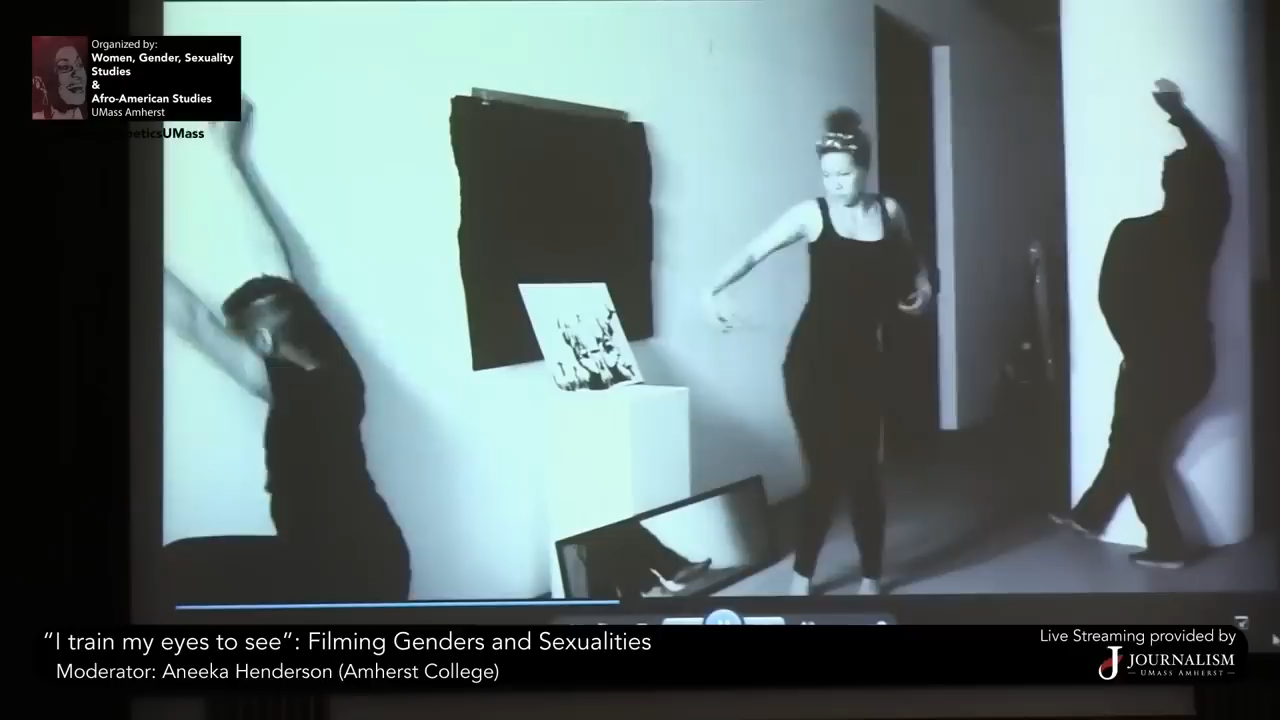 Organized by:
Women, Gender, Sexuality
Studies
&
Afro-American Studies
UMass Amherst
eticsUMass
“I train my eyes to see“: Filming Genders and Sexualities
Moderator: Aneeka Henderson (Amherst College)
Live Streaming provided by
JOURNALISM
UMASS AMHERST